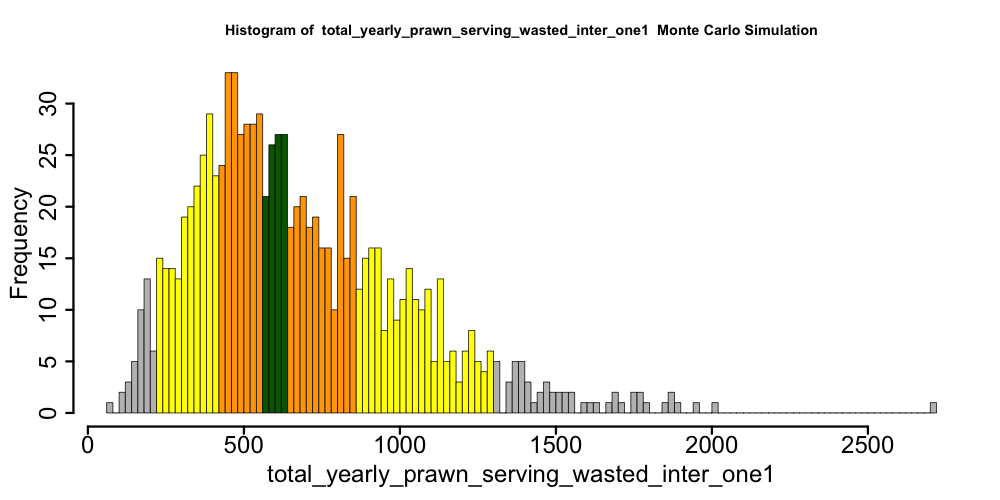 Histogram of total_yearly_prawn_serving_wasted_inter_one1 Monte Carlo Simulation
Frequency
30
25
20
15
10
5
0
0 500 1000 1500 2000 2500
total_yearly_prawn_serving_wasted_inter_one1